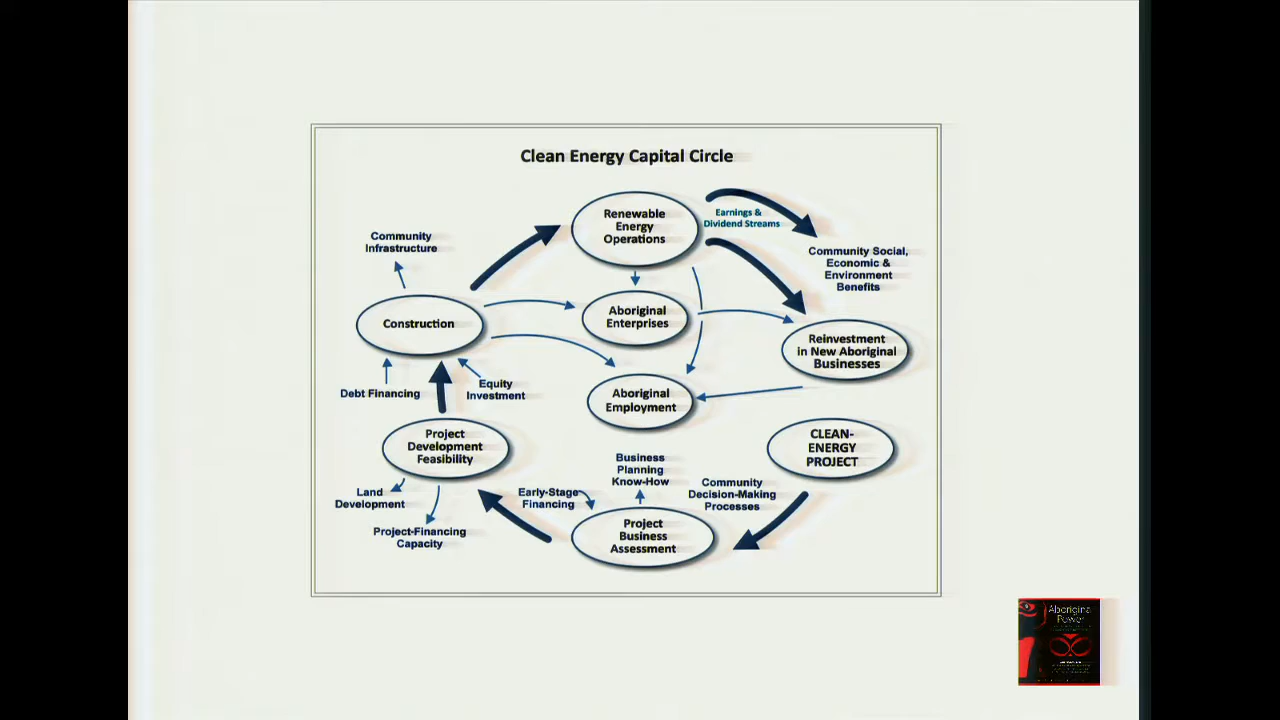 Clean Energy Capital Circle
Renewable
Energy
Operations
Earnings &
Dividend Streams
Community Social,
Economic &
Environment
Benefits
Community
Infrastructure
Construction
Aboriginal
Enterprises
Reinvestment
in New Aboriginal
Businesses
Debt Financing
Equity
Investment
Aboriginal
Employment
Project
Development
Feasibility
CLEAN-
ENERGY
PROJECT
Land
Development
Project-Financing
Capacity
Early-Stage
Financing
Business
Planning
Know-How
Community
Decision-Making
Processes
Project
Business
Assessment
Aboriginal
Power